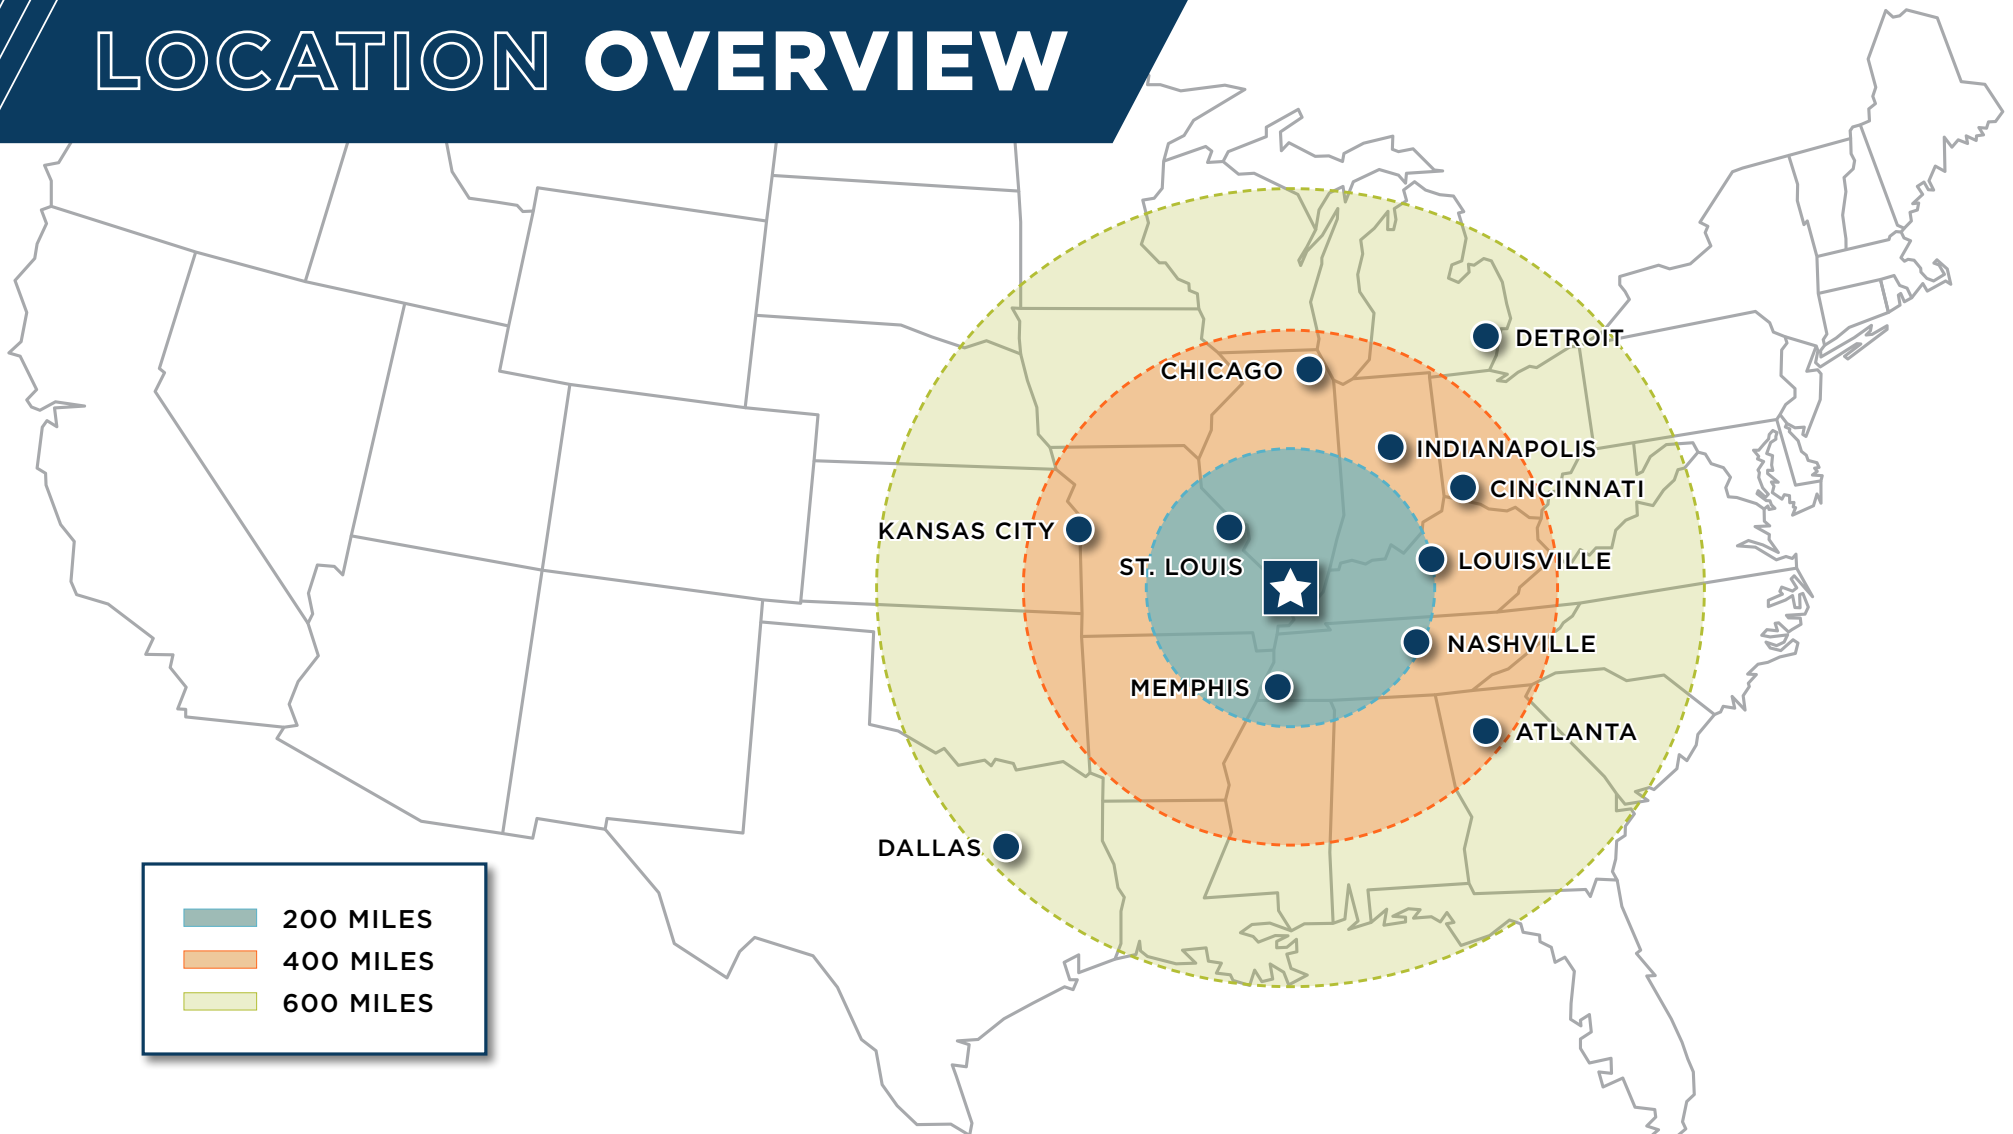 LOCATION OVERVIEW
DETROIT
CHICAGO
INDIANAPOLIS
CINCINNATI
KANSAS CITY
ST. LOUIS
LOUISVILLE
NASHVILLE
MEMPHIS
ATLANTA
DALLAS
200 MILES
400 MILES
600 MILES